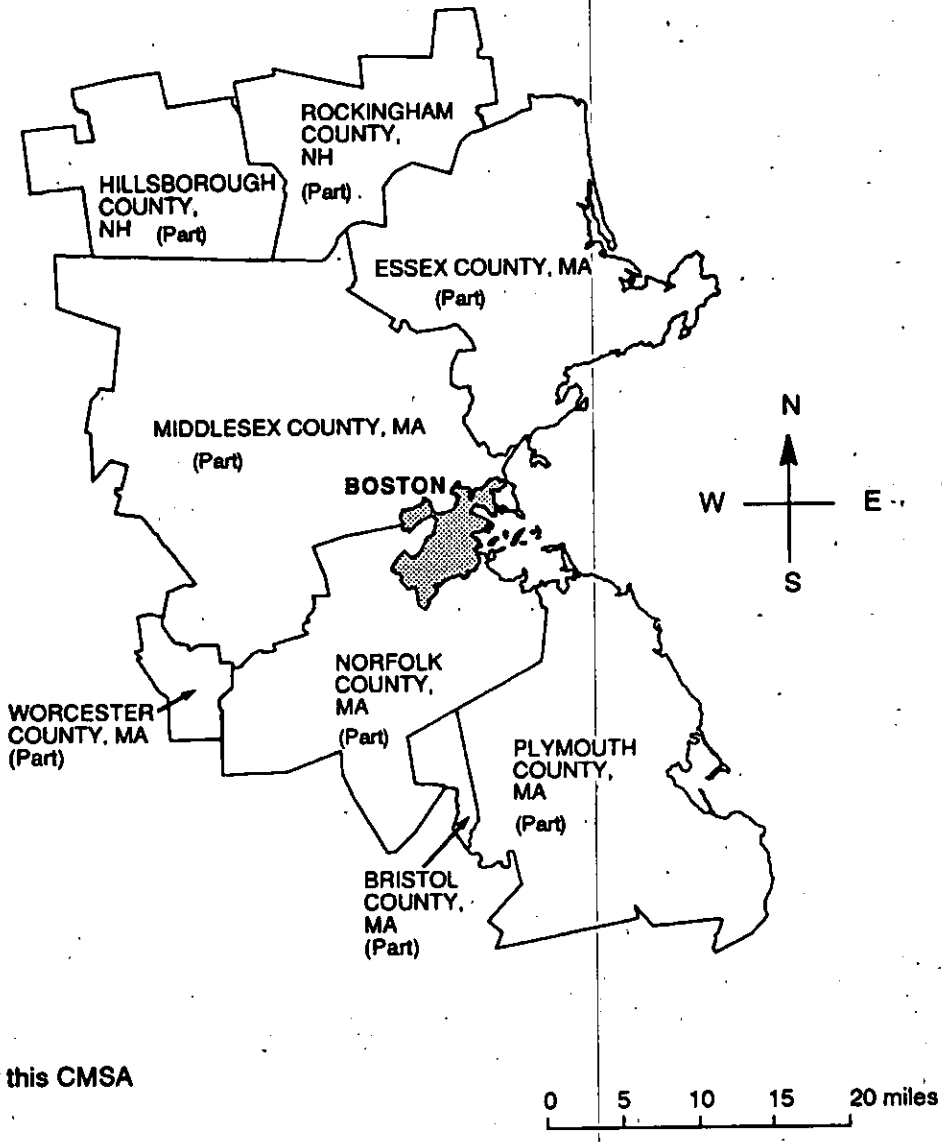 ROCKINGHAM
COUNTY,
NH
(Part)
HILLSBOROUGH
COUNTY,
NH (Part)
ESSEX COUNTY, MA
(Part)
MIDDLESEX COUNTY, MA
(Part)
BOSTON
N
W E
S
NORFOLK
COUNTY,
MA
(Part)
WORCESTER
COUNTY, MA
(Part)
PLYMOUTH
COUNTY,
MA
(Part)
BRISTOL
COUNTY,
MA
(Part)
this CMSA
0 5 10 15 20 miles